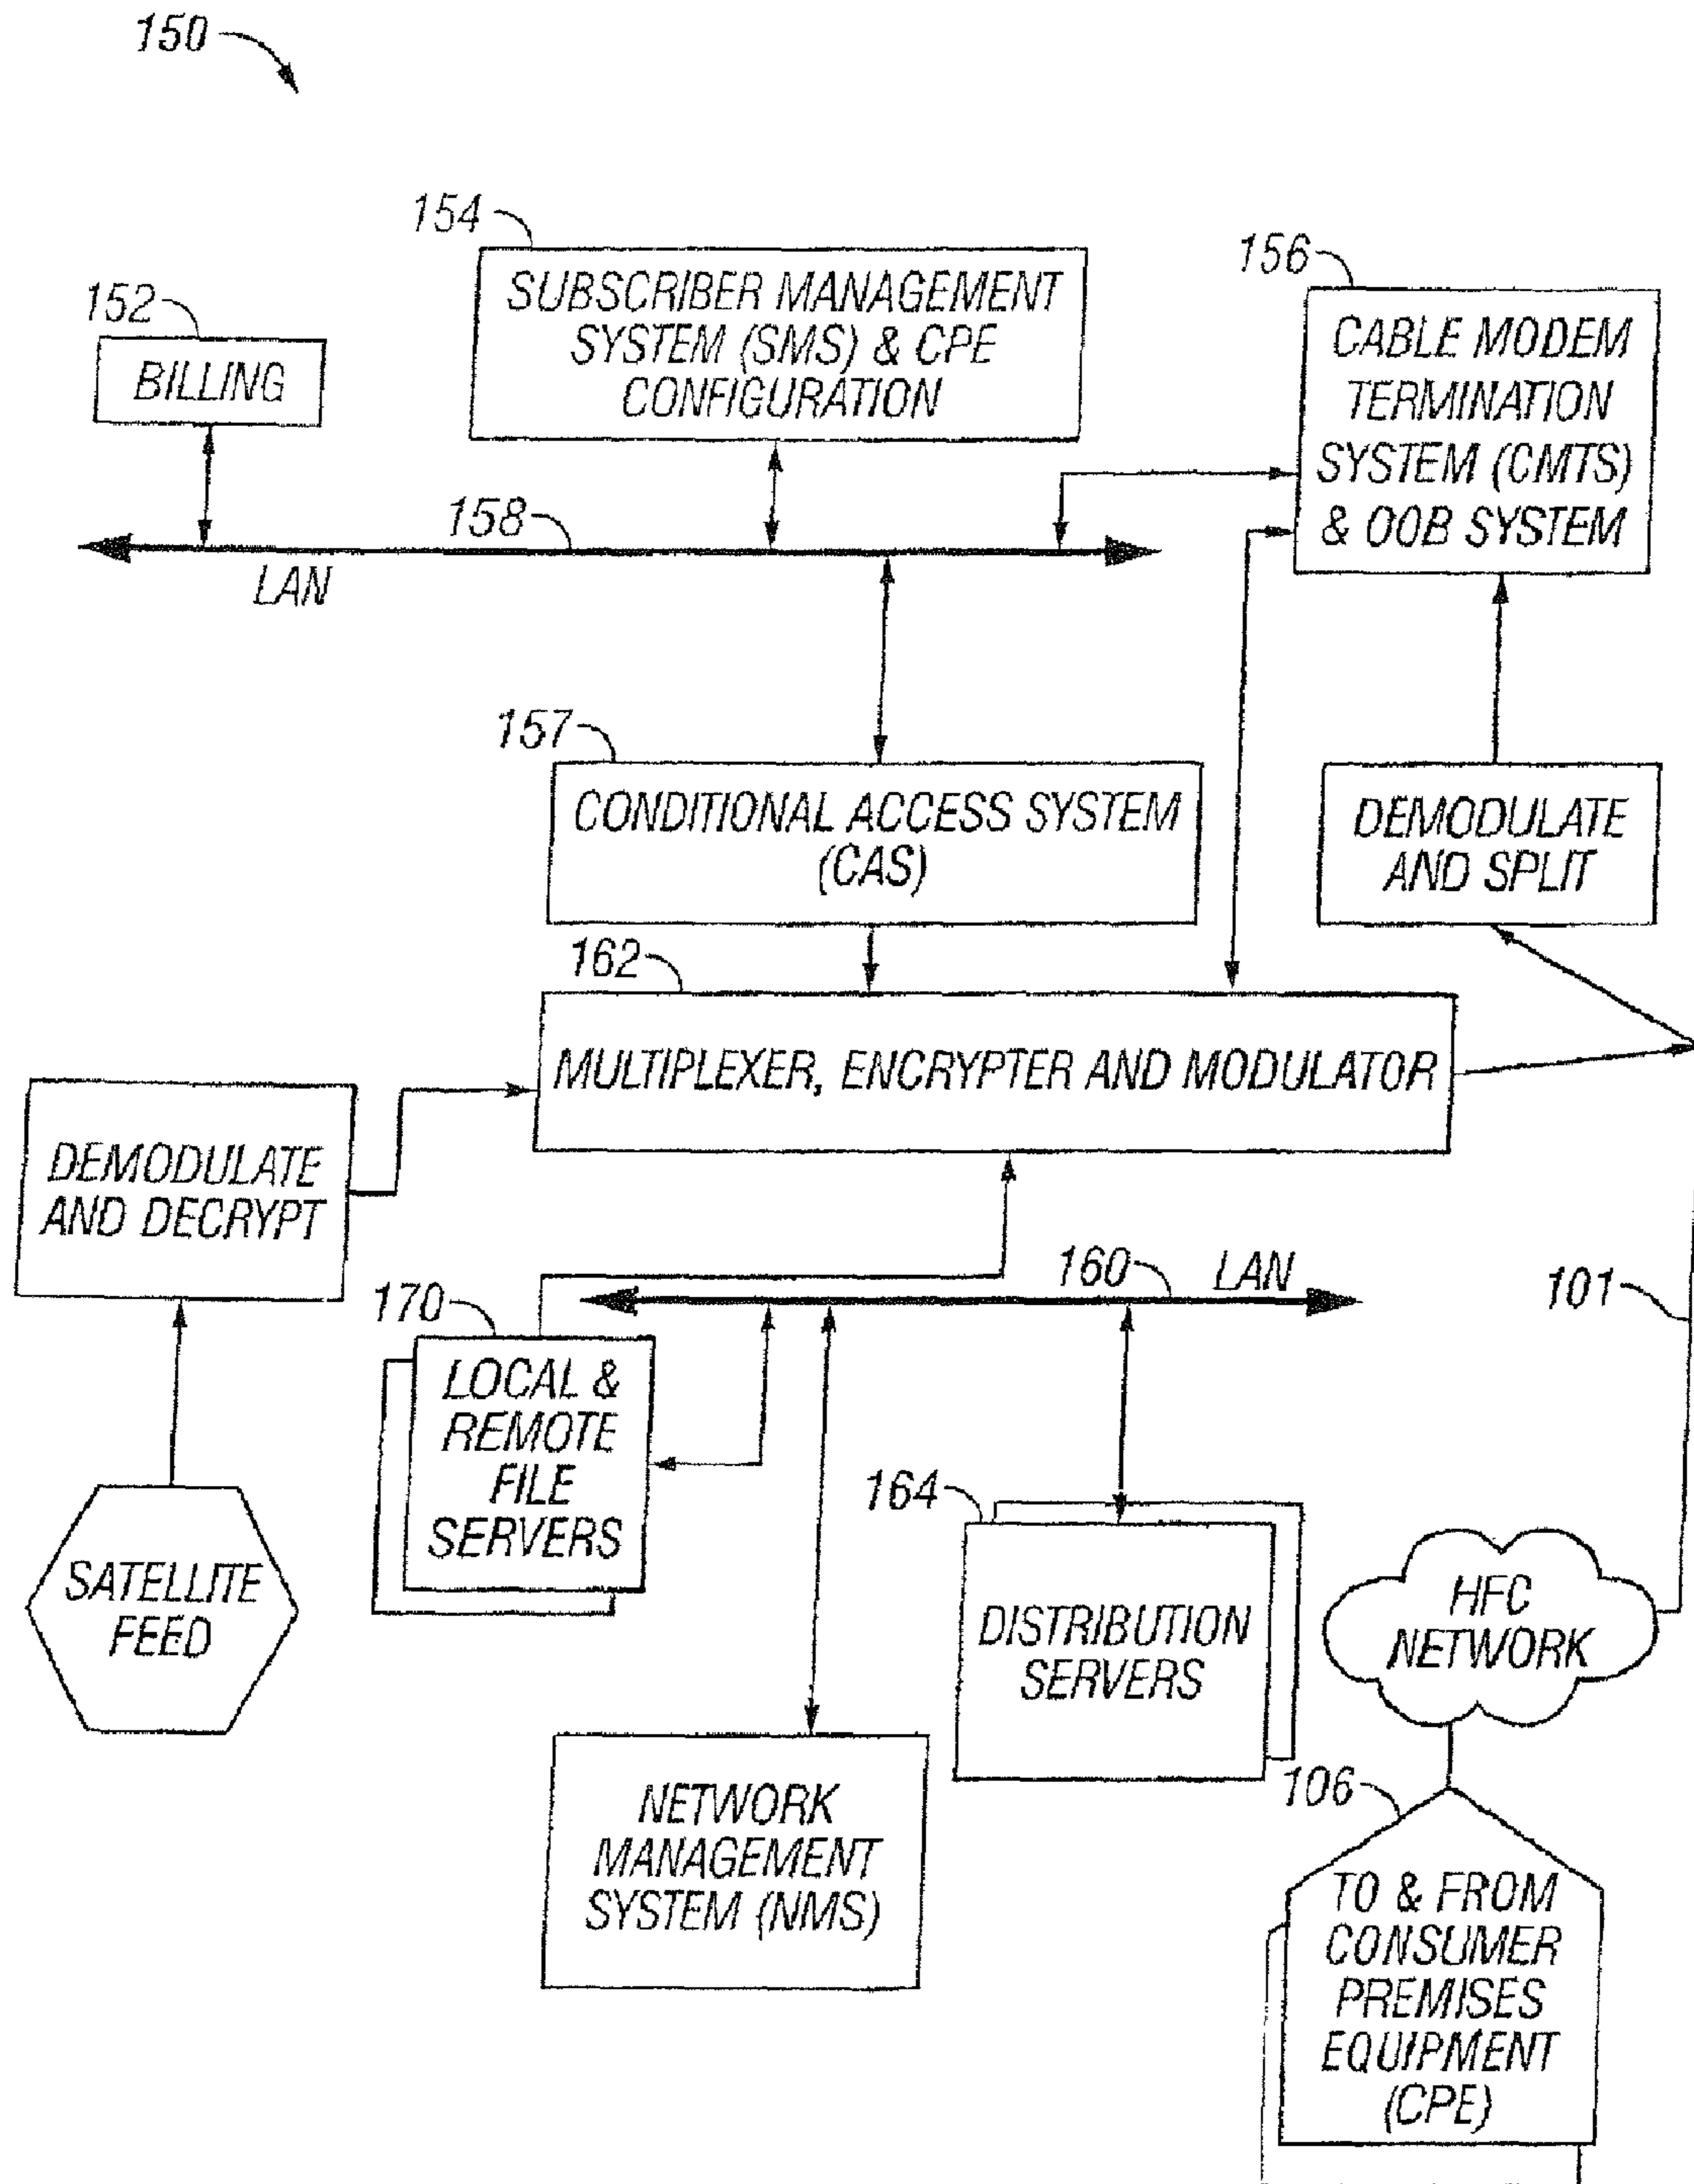 150
154
SUBSCRIBER MANAGEMENT
SYSTEM (SMS) & CPE
CONFIGURATION
156
CABLE MODEM
TERMINATION
SYSTEM (CMTS)
& OOB SYSTEM
152
BILLING
158
LAN
157
CONDITIONAL ACCESS SYSTEM
(CAS)
DEMODULATE
AND SPLIT
162
MULTIPLEXER, ENCRYPTER AND MODULATOR
DEMODULATE
AND DECRYPT
160
LAN
101
170
LOCAL &
REMOTE
FILE
SERVERS
SATELLITE
FEED
164
DISTRIBUTION
SERVERS
HFC
NETWORK
NETWORK
MANAGEMENT
SYSTEM (NMS)
106
TO & FROM
CONSUMER
PREMISES
EQUIPMENT
(CPE)